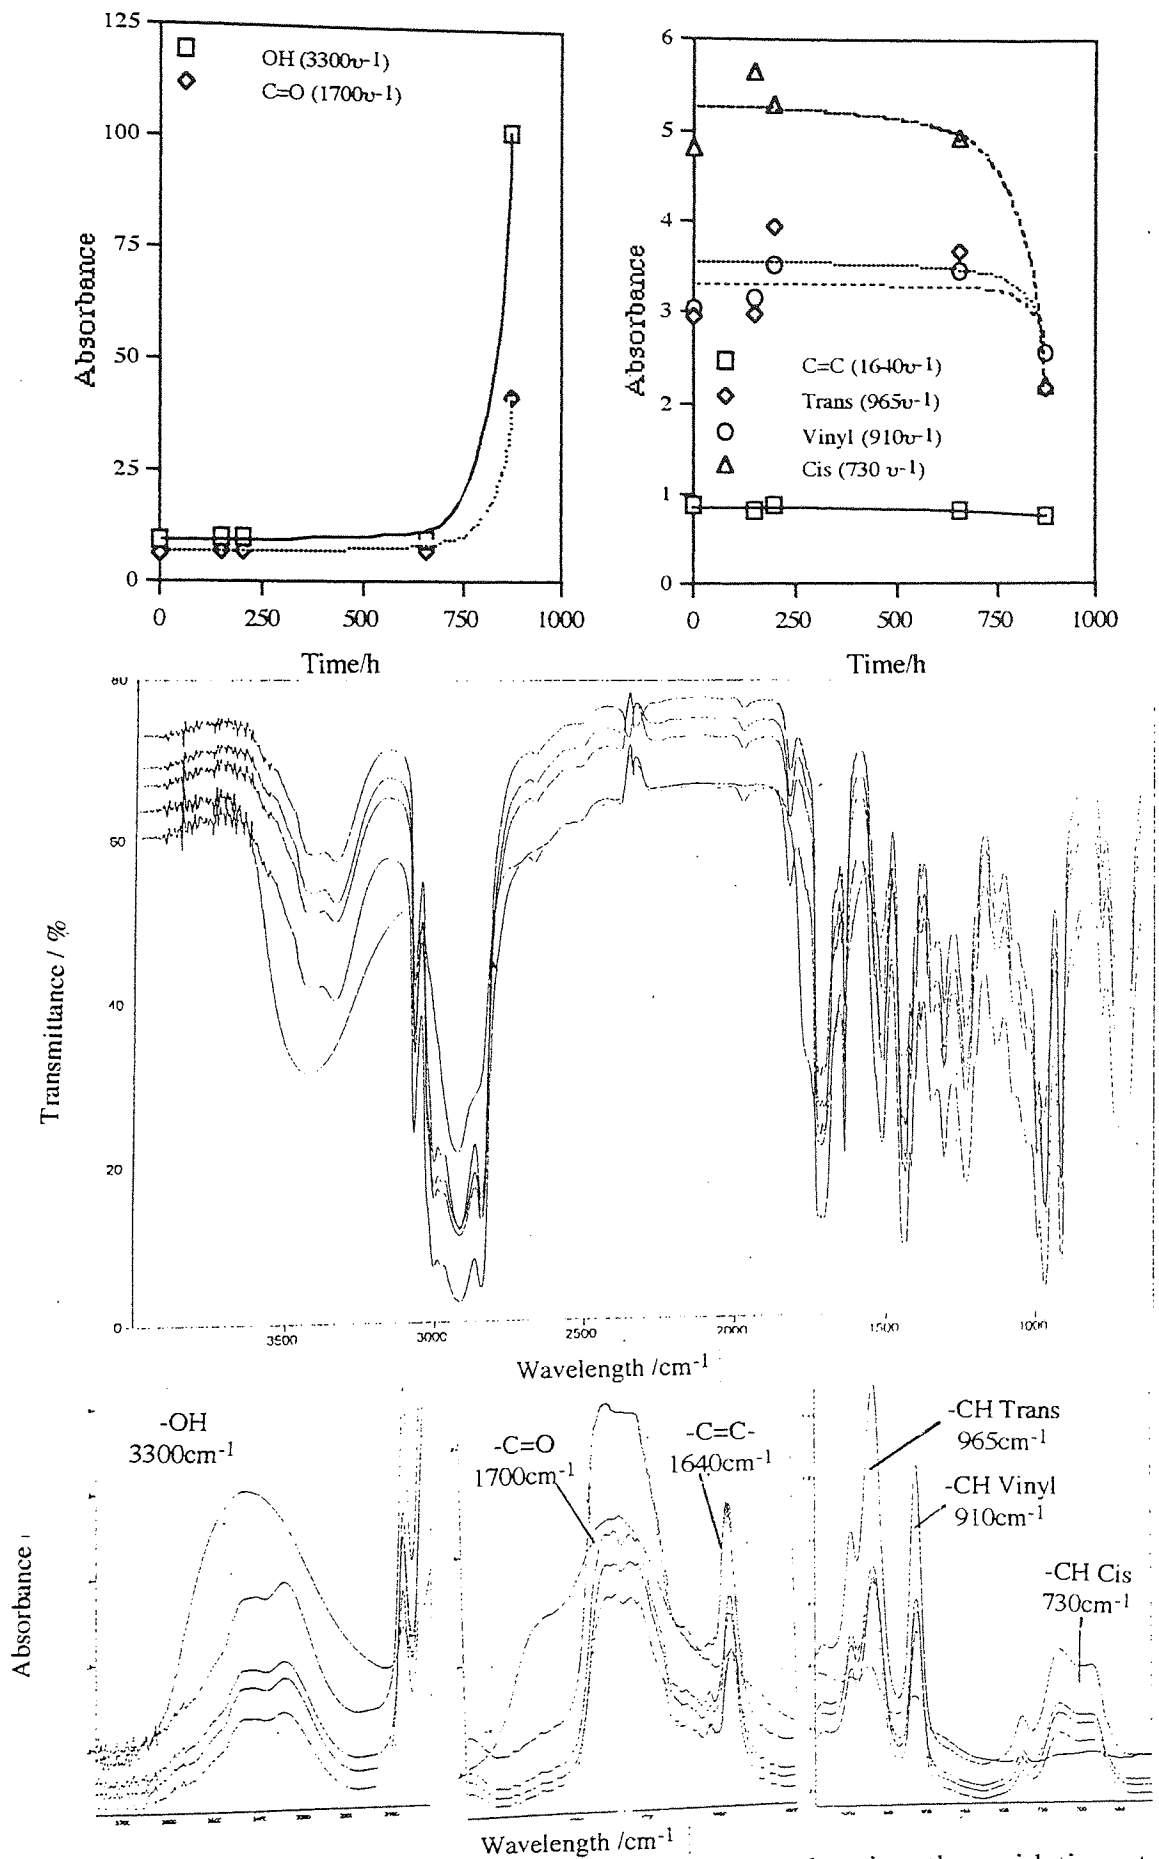 125
100
75
50
25
0
Absorbance
OH (3300υ-1)
C=O (1700υ-1)
0 250 500 750 1000
Time/h
6
5
4
3
2
1
0
Absorbance
C=C (1640υ-1)
Trans (965υ-1)
Vinyl (910υ-1)
Cis (730 υ-1)
0 250 500 750 1000
Time/h
80
60
40
20
0
Transmittance / %
3500 3000 2500 2000 1500 1000
Wavelength /cm-1
Absorbance
-OH
3300cm-1
-C=O
1700cm-1
-C=C-
1640cm-1
-CH Trans
965cm-1
-CH Vinyl
910cm-1
-CH Cis
730cm-1
Wavelength /cm-1